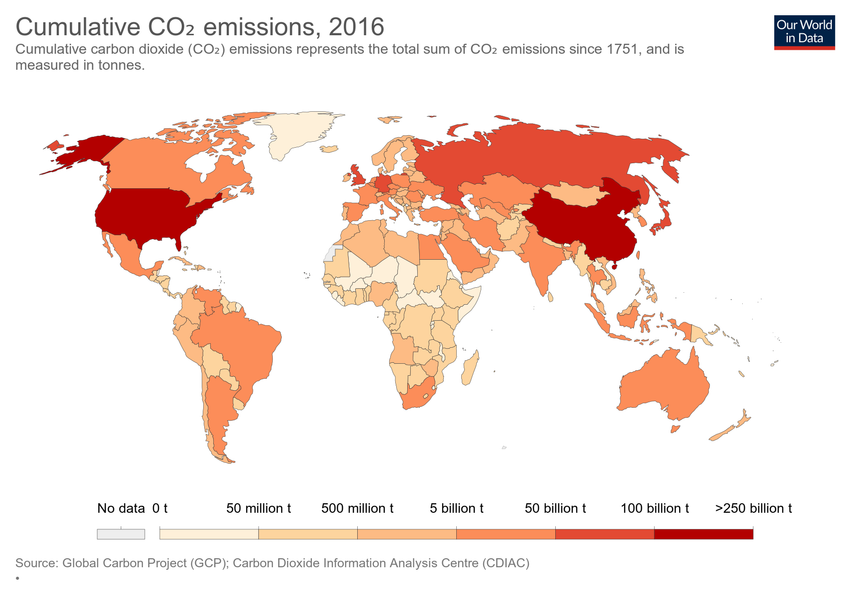 Cumulative CO₂ emissions, 2016
Cumulative carbon dioxide (CO₂) emissions represents the total sum of CO₂ emissions since 1751, and is
measured in tonnes.
Our World
in Data
No data 0 t 50 million t 500 million t 5 billion t 50 billion t 100 billion t >250 billion t
Source: Global Carbon Project (GCP); Carbon Dioxide Information Analysis Centre (CDIAC)
•